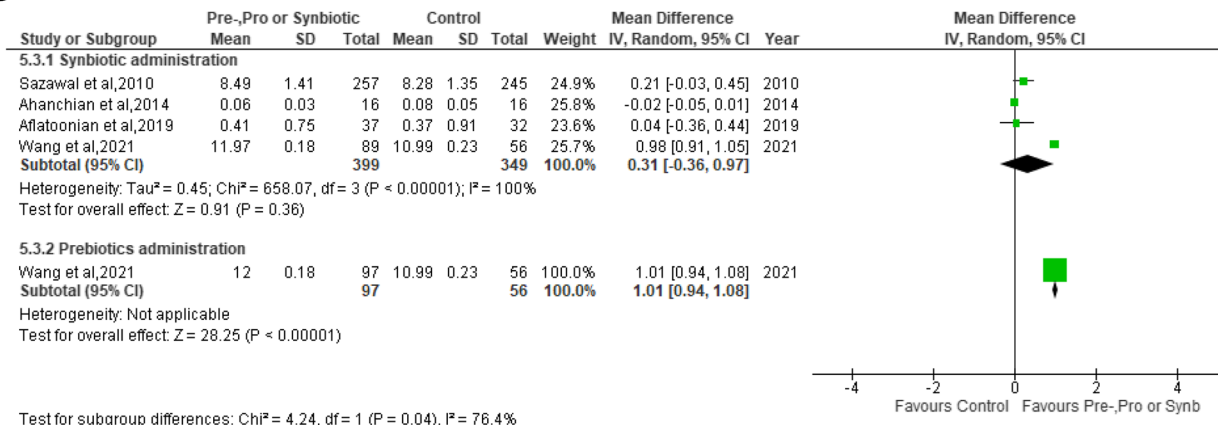 Pre-,Pro or Synbiotic Control Mean Difference Mean Difference
Study or Subgroup Mean SD Total Mean SD Total Weight IV, Random, 95% CI Year IV, Random, 95% CI
5.3.1 Synbiotic administration
Sazawal et al,2010 8.49 1.41 257 8.28 1.35 245 24.9% 0.21 [-0.03, 0.45] 2010
Ahanchian et al,2014 0.06 0.03 16 0.08 0.05 16 25.8% -0.02 [-0.05, 0.01] 2014
Aflatoonian et al,2019 0.41 0.75 37 0.37 0.91 32 23.6% 0.04 [-0.36, 0.44] 2019
Wang et al,2021 11.97 0.18 89 10.99 0.23 56 25.7% 0.98 [0.91, 1.05] 2021
Subtotal (95% CI) 399 349 100.0% 0.31 [-0.36, 0.97]
Heterogeneity: Tau² = 0.45; Chi² = 658.07, df = 3 (P < 0.00001); I² = 100%
Test for overall effect: Z = 0.91 (P = 0.36)
5.3.2 Prebiotics administration
Wang et al,2021 12 0.18 97 10.99 0.23 56 100.0% 1.01 [0.94, 1.08] 2021
Subtotal (95% CI) 97 56 100.0% 1.01 [0.94, 1.08]
Heterogeneity: Not applicable
Test for overall effect: Z = 28.25 (P < 0.00001)
-4 -2 0 2 4
Favours Control Favours Pre-,Pro or Synb
Test for subgroup differences: Chi² = 4.24, df = 1 (P = 0.04), I² = 76.4%